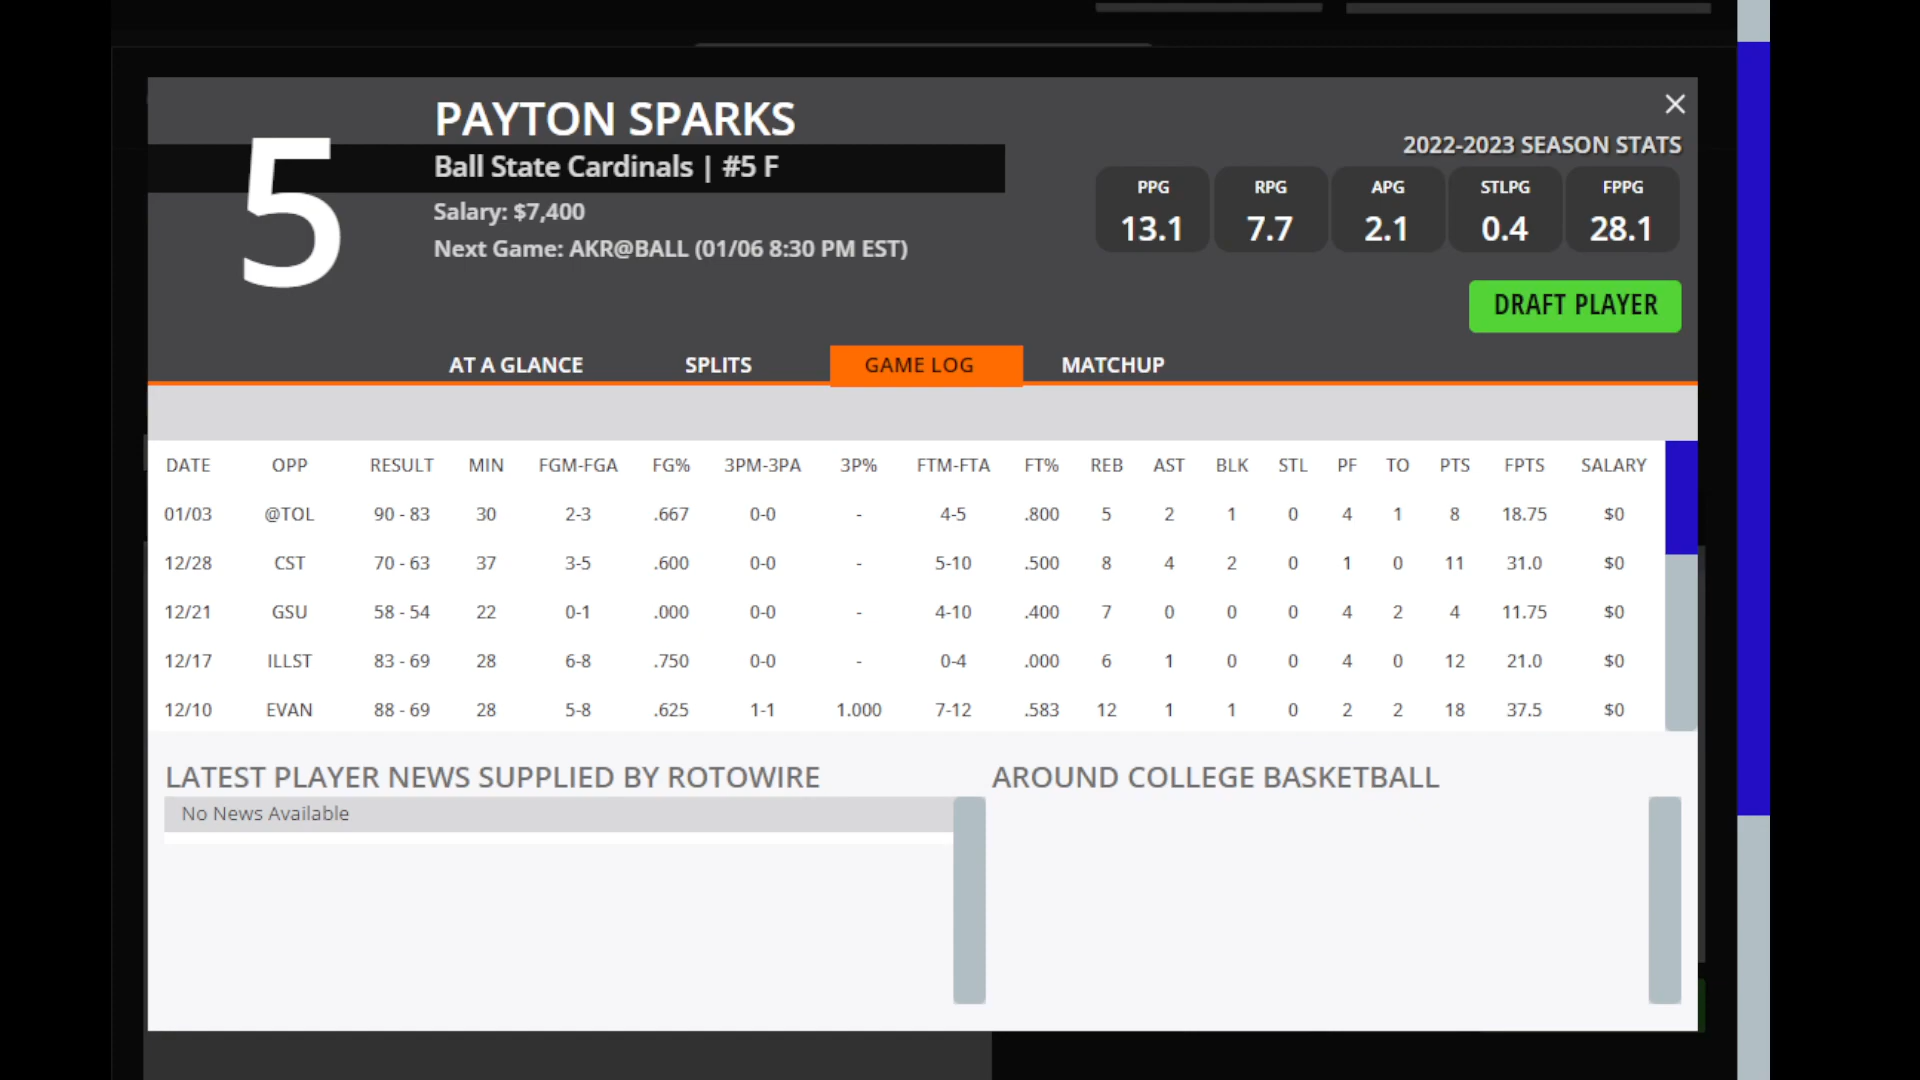 PAYTON SPARKS
5
Ball State Cardinals | #5 F
Salary: $7,400
Next Game: AKR@BALL (01/06 8:30 PM EST)
2022-2023 SEASON STATS
PPG RPG APG STLPG FPPG
13.1 7.7 2.1 0.4 28.1
DRAFT PLAYER
AT A GLANCE SPLITS GAME LOG MATCHUP
DATE OPP RESULT MIN FGM-FGA FG% 3PM-3PA 3P% FTM-FTA FT% REB AST BLK STL PF TO PTS FPTS SALARY
01/03 @TOL 90 - 83 30 2-3 .667 0-0 - 4-5 .800 5 2 1 0 4 1 8 18.75 $0
12/28 CST 70 - 63 37 3-5 .600 0-0 - 5-10 .500 8 4 2 0 1 0 11 31.0 $0
12/21 GSU 58 - 54 22 0-1 .000 0-0 - 4-10 .400 7 0 0 0 4 2 4 11.75 $0
12/17 ILLST 83 - 69 28 6-8 .750 0-0 - 0-4 .000 6 1 0 0 4 0 12 21.0 $0
12/10 EVAN 88 - 69 28 5-8 .625 1-1 1.000 7-12 .583 12 1 1 0 2 2 18 37.5 $0
LATEST PLAYER NEWS SUPPLIED BY ROTOWIRE
No News Available
AROUND COLLEGE BASKETBALL